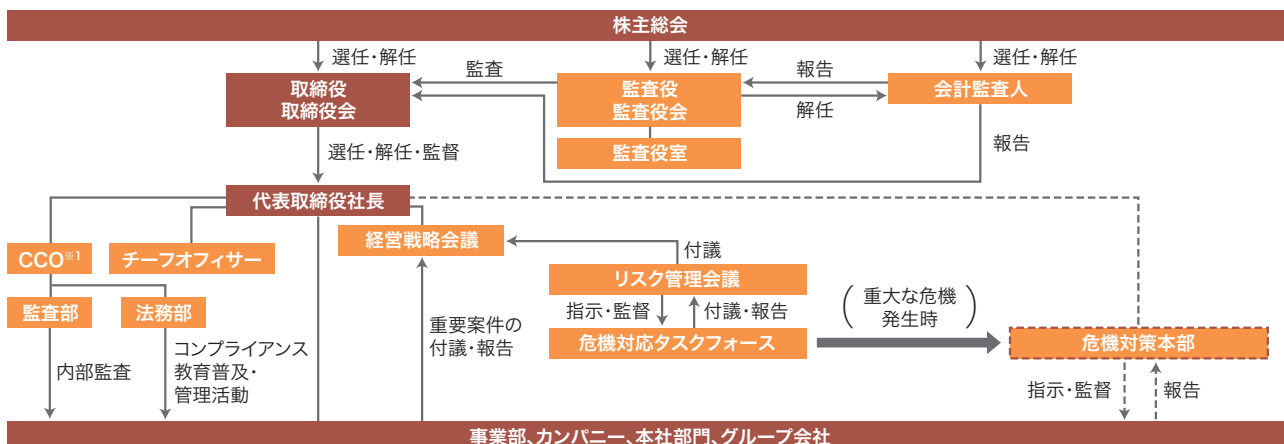 株主総会
選任・解任
選任・解任
選任・解任
監査
報告
取締役
取締役会
監査役
監査役会
会計監査人
解任
監査役室
報告
選任・解任・監督
代表取締役社長
CCO※1
チーフオフィサー
経営戦略会議
付議
リスク管理会議
監査部
法務部
指示・監督
付議・報告
重大な危機
発生時
重要案件の
付議・報告
危機対応タスクフォース
危機対策本部
内部監査
コンプライアンス
教育普及・
管理活動
指示・監督
報告
事業部、カンパニー、本社部門、グループ会社